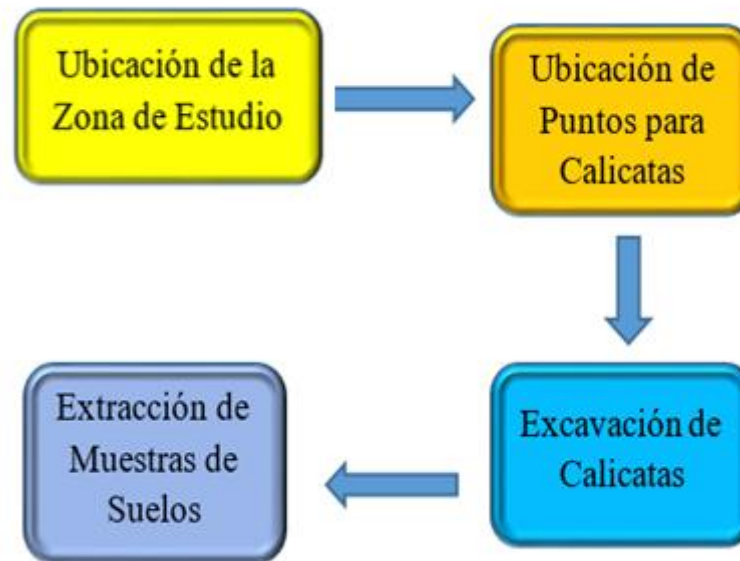 Ubicación de la
Zona de Estudio
Ubicación de
Puntos para
Calicatas
Excavación de
Calicatas
Extracción de
Muestras de
Suelos